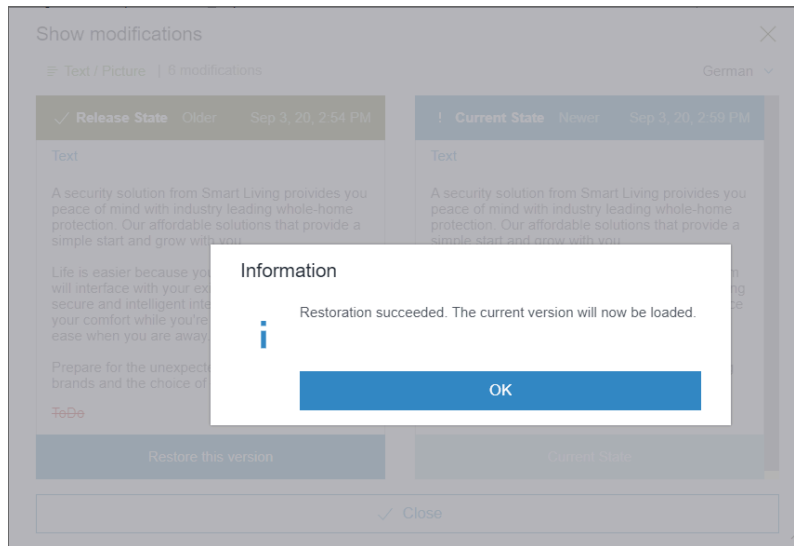 Show modifications
Text / Picture | 6 modifications
German
Release State Older Sep 3, 20, 2:54 PM
Text
A security solution from Smart Living proivides you
peace of mind with industry leading whole-home
protection. Our affordable solutions that provide a
simple start and grow with you
Life is easier because you
will interface with your ex
secure and intelligent inte
your comfort while you're
ease when you are away.
Prepare for the unexpecte
brands and the choice of
ToDo
Restore this version
! Current State Newer Sep 3, 20, 2:59 PM
Text
A security solution from Smart Living proivides you
peace of mind with industry leading whole-home
protection. Our affordable solutions that provide a
simple start and grow with you
Current State
Information
Restoration succeeded. The current version will now be loaded.
OK
Close